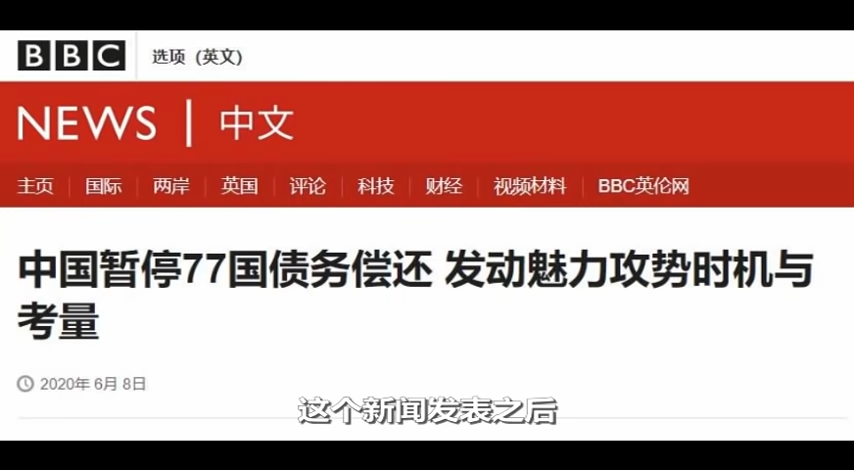 BBC 选项 (英文)
NEWS | 中文
主页 国际 两岸 英国 评论 科技 财经 视频材料 BBC英伦网
中国暂停77国债务偿还 发动魅力攻势时机与
考量
2020年 6月 8日
这个新闻发表之后